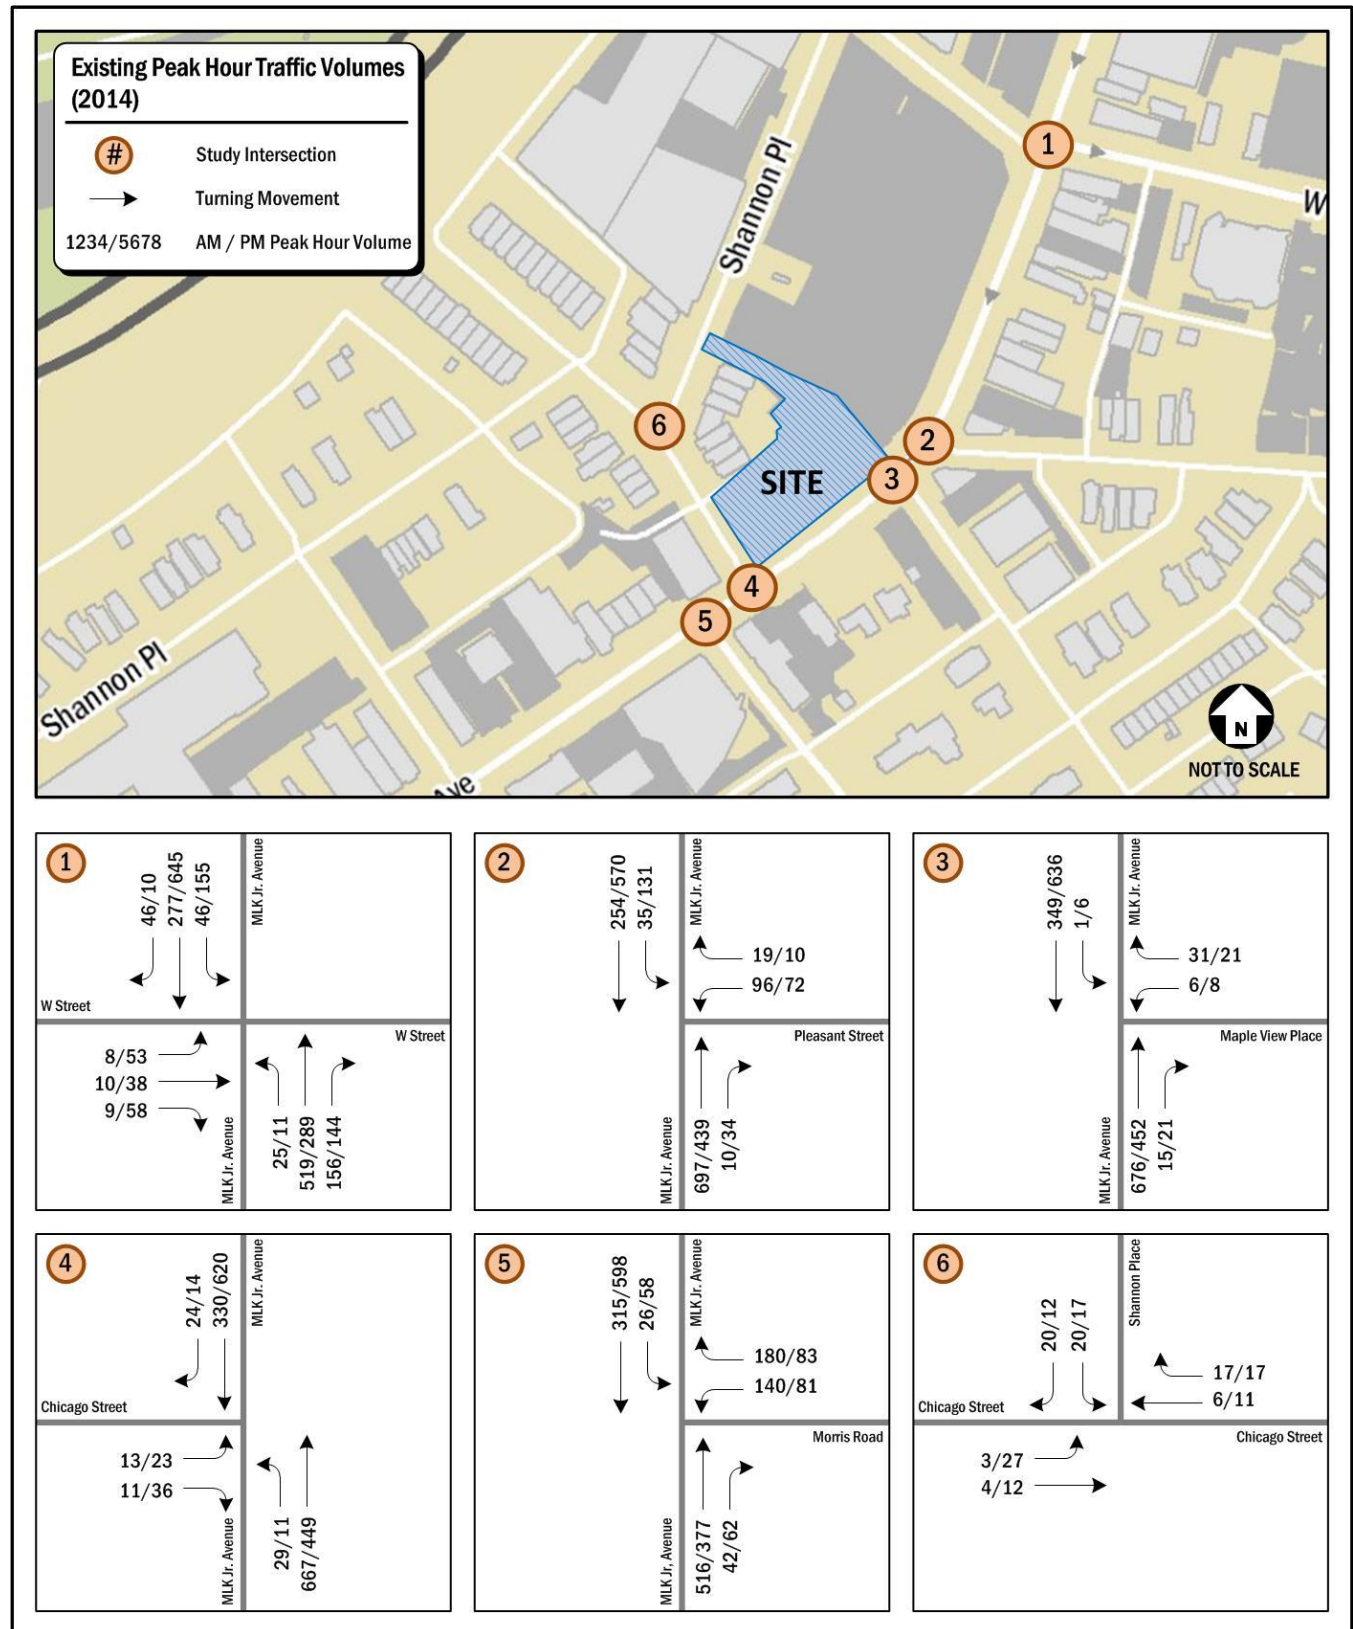 Existing Peak Hour Traffic Volumes
(2014)
# Study Intersection
Turning Movement
1234/5678 AM / PM Peak Hour Volume
Shannon Pl
1
W
6
2
3
SITE
4
5
Shannon Pl
Ave
N
NOT TO SCALE
1
46/10
277/645
46/155
MLK Jr. Avenue
W Street
W Street
8/53
10/38
9/58
MLK Jr. Avenue
25/11
519/289
156/144
2
254/570
35/131
MLK Jr. Avenue
19/10
96/72
Pleasant Street
MLK Jr. Avenue
697/439
10/34
3
349/636
1/6
MLK Jr. Avenue
31/21
6/8
Maple View Place
MLK Jr. Avenue
676/452
15/21
4
24/14
330/620
MLK Jr. Avenue
Chicago Street
13/23
11/36
MLK Jr. Avenue
29/11
667/449
5
315/598
26/58
MLK Jr. Avenue
180/83
140/81
Morris Road
MLK Jr, Avenue
516/377
42/62
6
20/12
20/17
Shannon Place
17/17
6/11
Chicago Street
Chicago Street
3/27
4/12